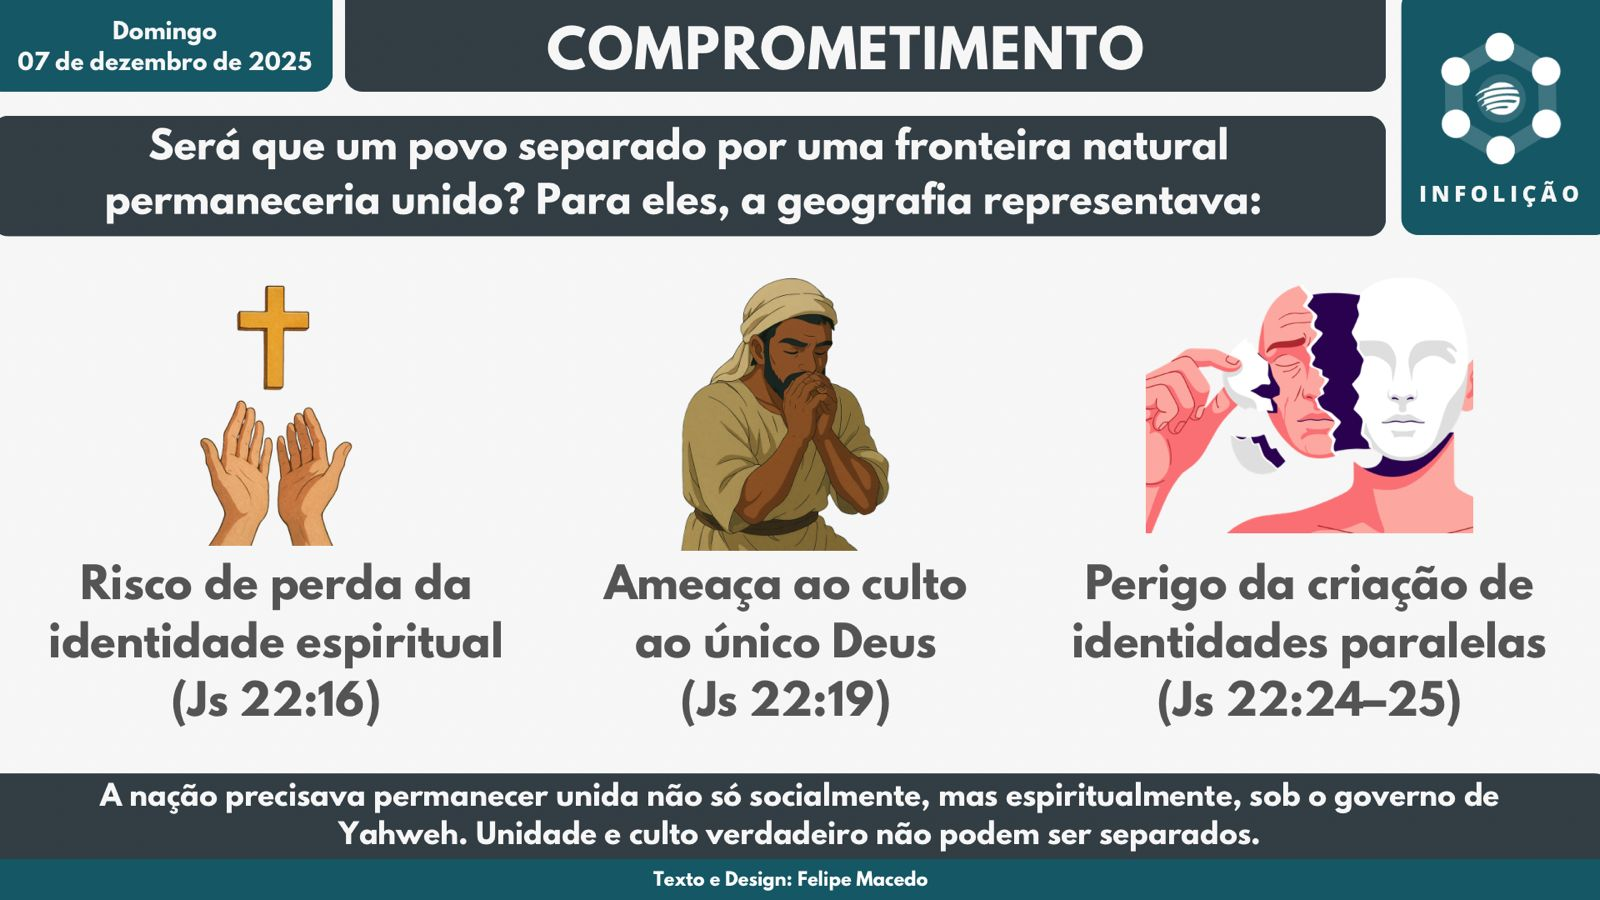 Domingo
07 de dezembro de 2025
COMPROMETIMENTO
INFOLIÇÃO
Será que um povo separado por uma fronteira natural
permaneceria unido? Para eles, a geografia representava:
Risco de perda da
identidade espiritual
(Js 22:16)
Ameaça ao culto
ao único Deus
(Js 22:19)
Perigo da criação de
identidades paralelas
(Js 22:24–25)
A nação precisava permanecer unida não só socialmente, mas espiritualmente, sob o governo de
Yahweh. Unidade e culto verdadeiro não podem ser separados.
Texto e Design: Felipe Macedo